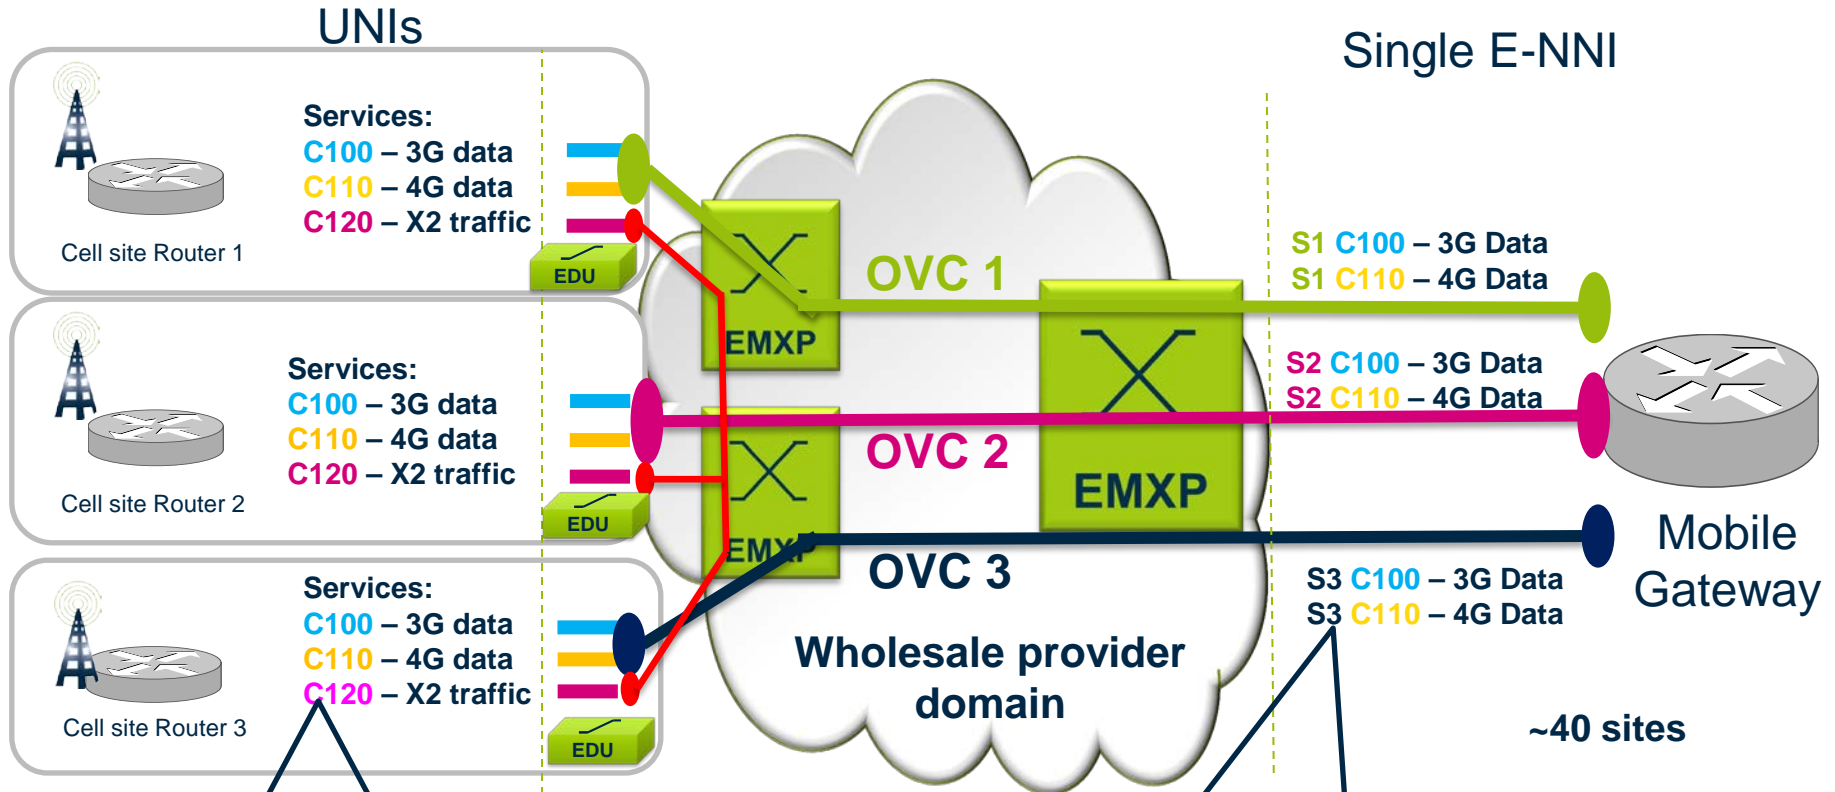 UNIs
Single E-NNI
Services:
C100 – 3G data
C110 – 4G data
C120 – X2 traffic
Cell site Router 1
EDU
Services:
C100 – 3G data
C110 – 4G data
C120 – X2 traffic
Cell site Router 2
EDU
Services:
C100 – 3G data
C110 – 4G data
C120 – X2 traffic
Cell site Router 3
EDU
EMXP
EMXP
EMXP
OVC 1
OVC 2
OVC 3
Wholesale provider
domain
S1 C100 – 3G Data
S1 C110 – 4G Data
S2 C100 – 3G Data
S2 C110 – 4G Data
S3 C100 – 3G Data
S3 C110 – 4G Data
Mobile
Gateway
~40 sites